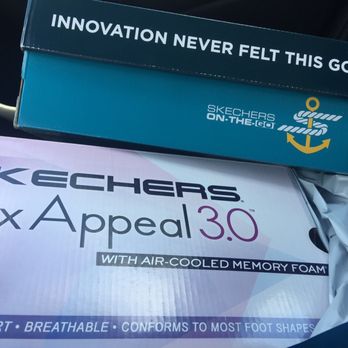 INNOVATION NEVER FELT THIS GO
SKECHERS
ON-THE-GO
KECHERS
x Appeal 3.0™
WITH AIR-COOLED MEMORY FOAM
RT • BREATHABLE • CONFORMS TO MOST FOOT SHAPES